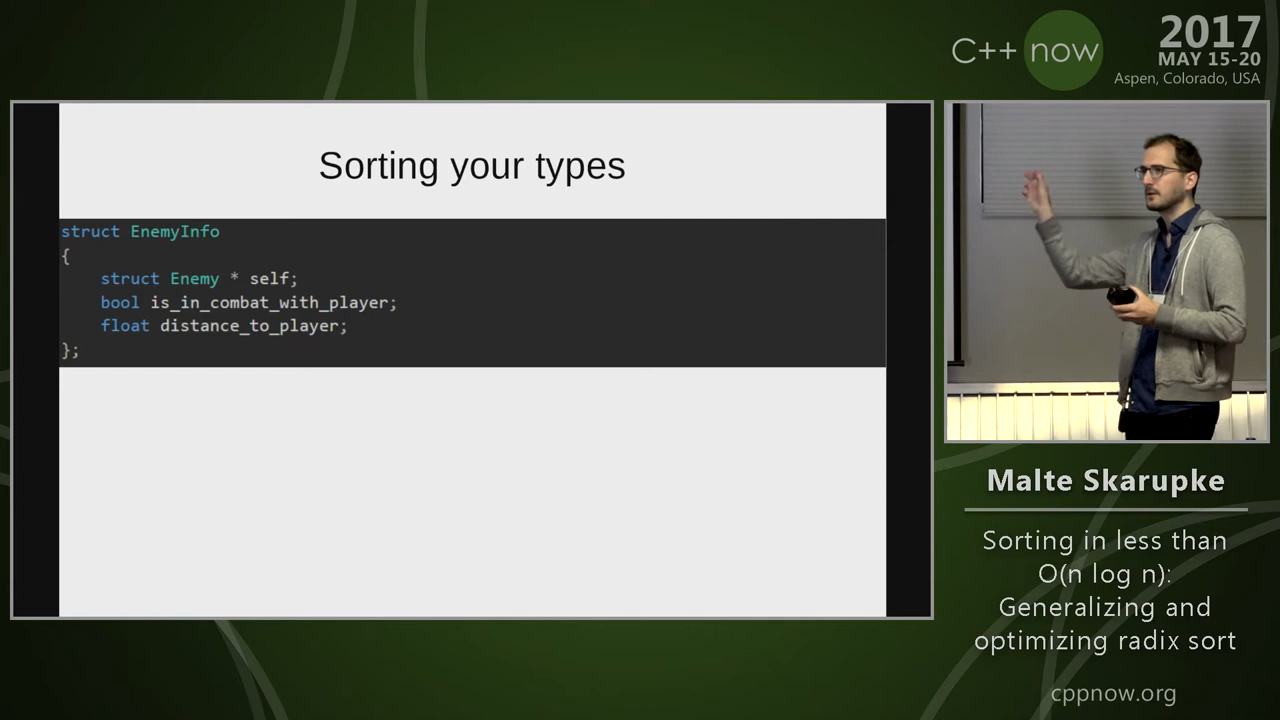 C++ now
2017
MAY 15-20
Aspen, Colorado, USA
Sorting your types
struct EnemyInfo
{
    struct Enemy * self;
    bool is_in_combat_with_player;
    float distance_to_player;
};
Malte Skarupke
Sorting in less than
O(n log n):
Generalizing and
optimizing radix sort
cppnow.org